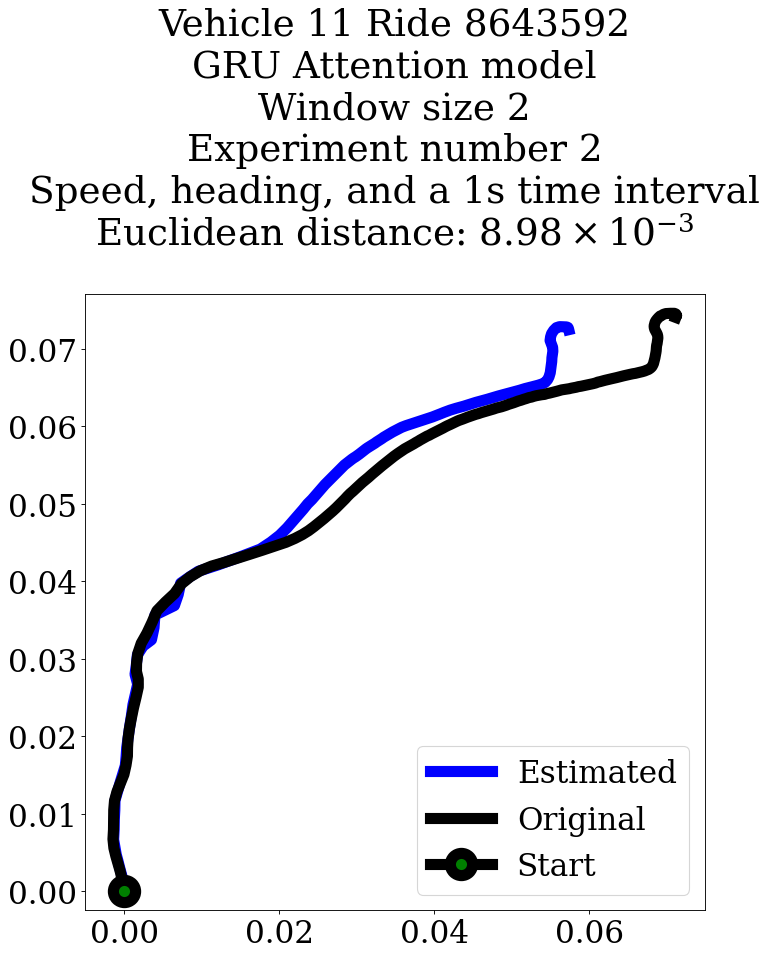 Vehicle 11 Ride 8643592
GRU Attention model
Window size 2
Experiment number 2
Speed, heading, and a 1s time interval
Euclidean distance: 8.98 × 10⁻³
0.07
0.06
0.05
0.04
0.03
0.02
0.01
0.00
Estimated
Original
Start
0.00 0.02 0.04 0.06